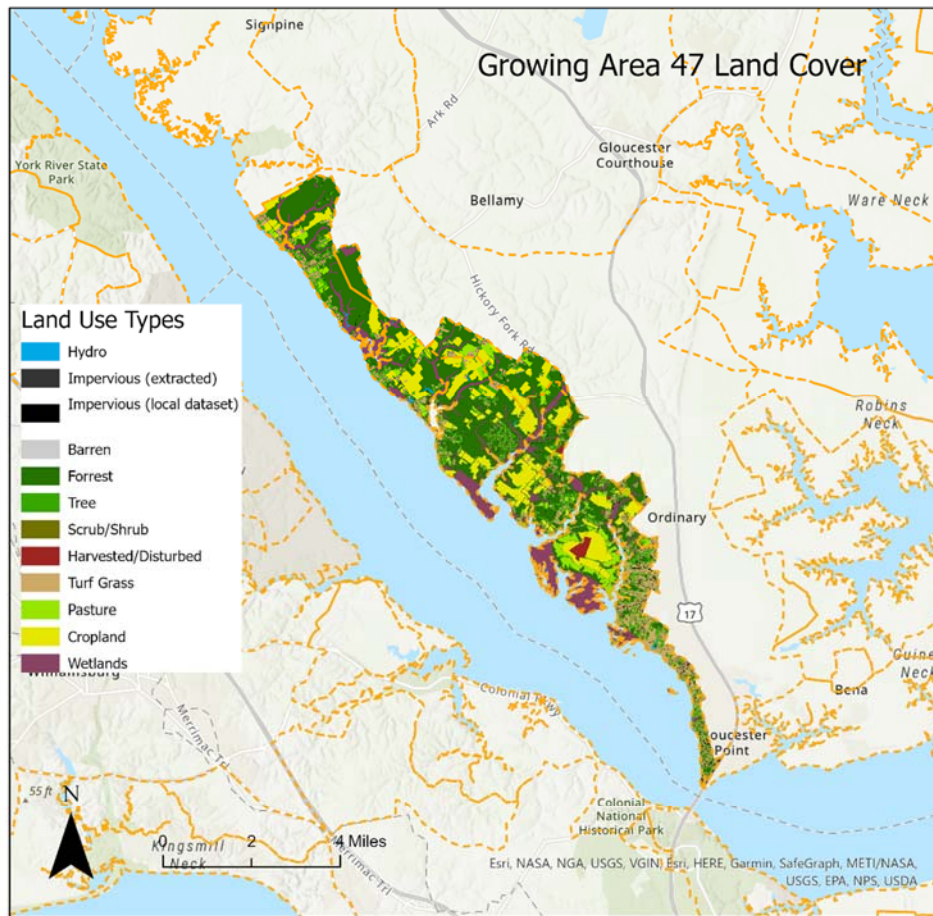 Signpine
Growing Area 47 Land Cover
Ark Rd
York River State
Park
Gloucester
Courthouse
Bellamy
Ware Neck
Hickory Fork Rd
Land Use Types
Hydro
Impervious (extracted)
Impervious (local dataset)
Barren
Forrest
Tree
Scrub/Shrub
Harvested/Disturbed
Turf Grass
Pasture
Cropland
Wetlands
Robins
Neck
Ordinary
17
Bena
Colonial
Merrimac Trl
oucester
Point
55 ft
N
0 2 4 Miles
Kingsmill
Neck
Merrimac Trl
Colonial
National
Historical Park
Esri, NASA, NGA, USGS, VGIN, Esri, HERE, Garmin, SafeGraph, METI/NASA,
USGS, EPA, NPS, USDA